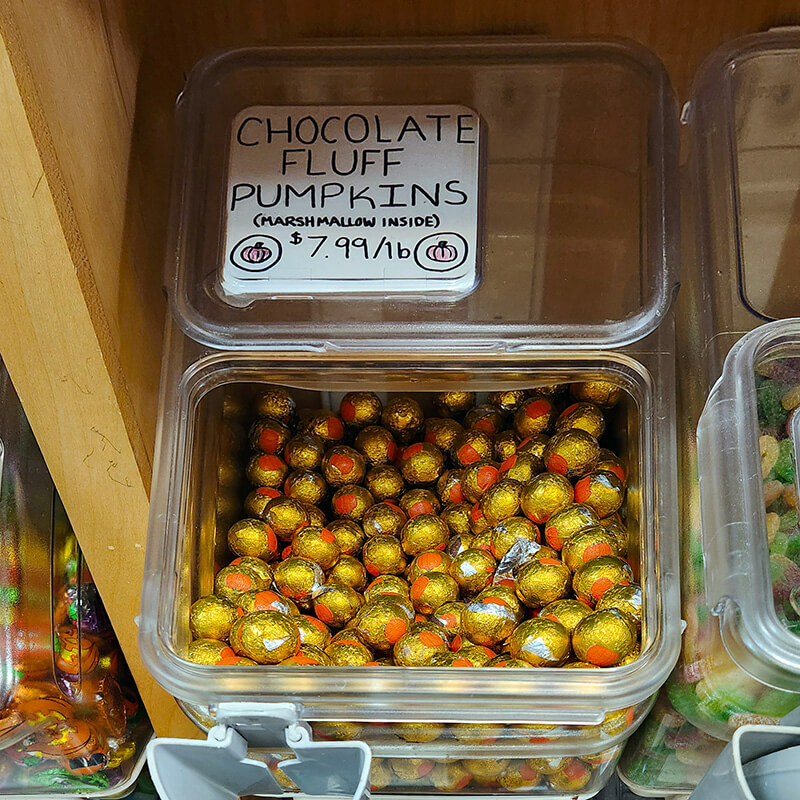 CHOCOLATE
FLUFF
PUMPKINS
(MARSHMALLOW INSIDE)
$7.99/lb